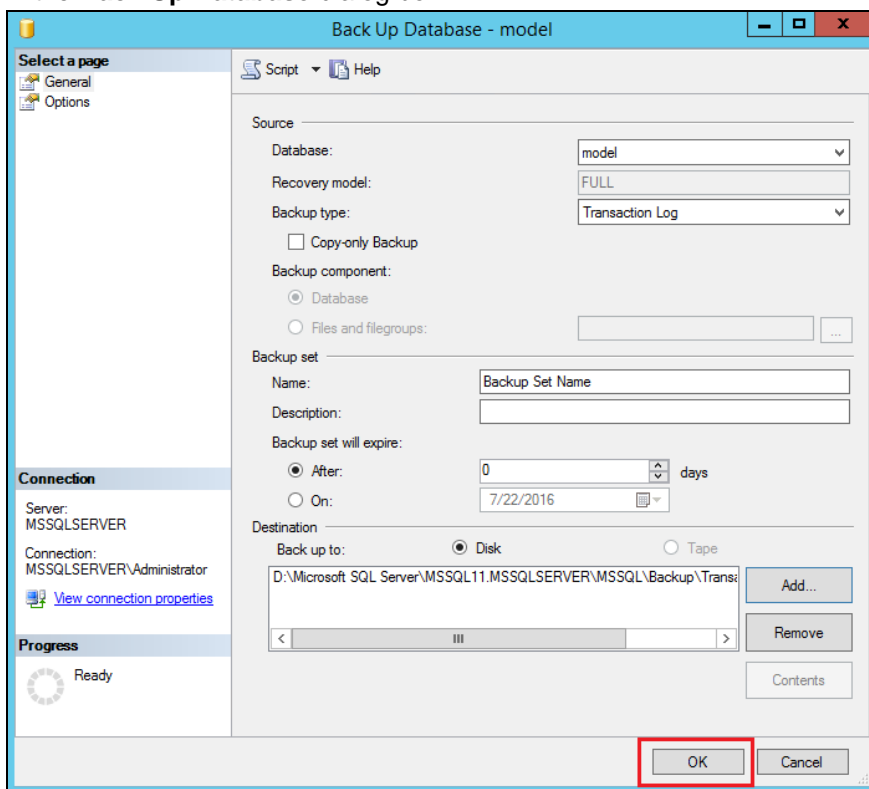 Back Up Database - model
Select a page
General
Options
Script Help
Source
Database: model
Recovery model: FULL
Backup type: Transaction Log
Copy-only Backup
Backup component:
Database
Files and filegroups: ...
Backup set
Name: Backup Set Name
Description:
Backup set will expire:
After: 0 days
On: 7/22/2016
Destination
Back up to: Disk Tape
D:\Microsoft SQL Server\MSSQL11.MSSQLSERVER\MSSQL\Backup\Transa
Add...
Remove
Contents
Connection
Server:
MSSQLSERVER
Connection:
MSSQLSERVER\Administrator
View connection properties
Progress
Ready
OK Cancel